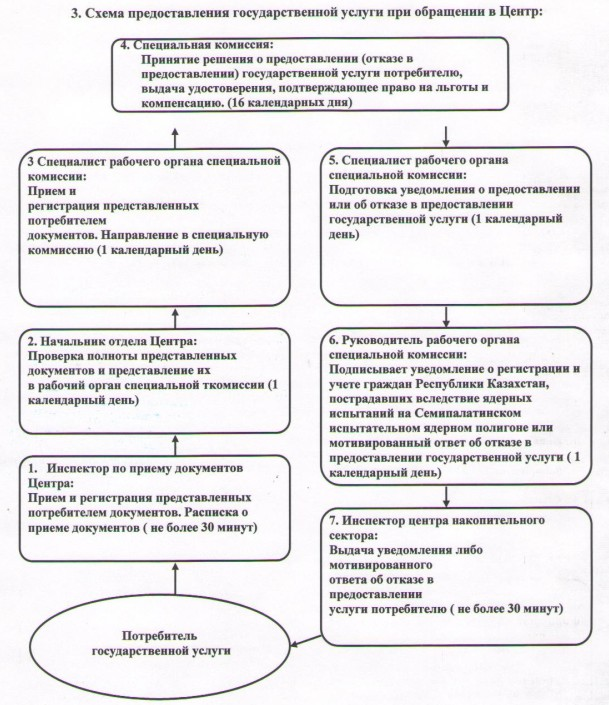 3. Схема предоставления государственной услуги при обращении в Центр:
4. Специальная комиссия:
Принятие решения о предоставлении (отказе в
предоставлении) государственной услуги потребителю,
выдача удостоверения, подтверждающее право на льготы и
компенсацию. (16 календарных дня)
3 Специалист рабочего органа специальной
комиссии:
Прием и
регистрация представленных
потребителем
документов. Направление в специальную
коммиссию (1 календарный день)
2. Начальник отдела Центра:
Проверка полноты представленных
документов и представление их
в рабочий орган специальной ткомиссии (1
календарный день)
1. Инспектор по приему документов
Центра:
Прием и регистрация представленных
потребителем документов. Расписка о
приеме документов ( не более 30 минут)
Потребитель
государственной услуги
5. Специалист рабочего органа
специальной комиссии:
Подготовка уведомления о предоставлении
или об отказе в предоставлении
государственной услуги (1 календарный
день)
6. Руководитель рабочего органа
специальной комиссии:
Подписывает уведомление о регистрации и
учете граждан Республики Казахстан,
пострадавших вследствие ядерных
испытаний на Семипалатинском
испытательном ядерном полигоне или
мотивированный ответ об отказе в
предоставлении государственной услуги ( 1
календарный день)
7. Инспектор центра накопительного
сектора:
Выдача уведомления либо
мотивированного
ответа об отказе в
предоставлении
услуги потребителю ( не более 30 минут)